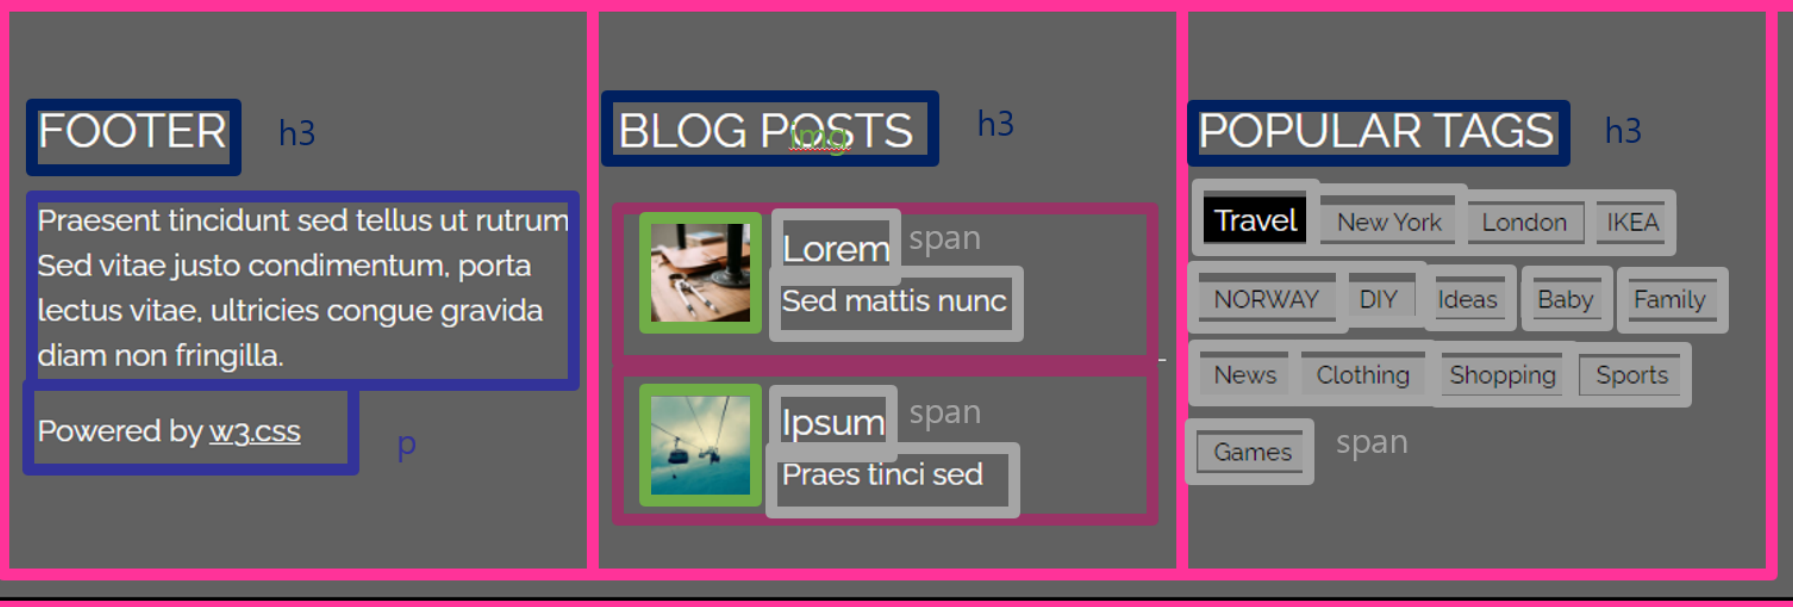 FOOTER h3
Praesent tincidunt sed tellus ut rutrum
Sed vitae justo condimentum, porta
lectus vitae, ultricies congue gravida
diam non fringilla.
Powered by w3.css
p
BLOG POSTS h3
img
Lorem span
Sed mattis nunc
Ipsum span
Praes tinci sed
POPULAR TAGS h3
Travel New York London IKEA
NORWAY DIY Ideas Baby Family
News Clothing Shopping Sports
Games span